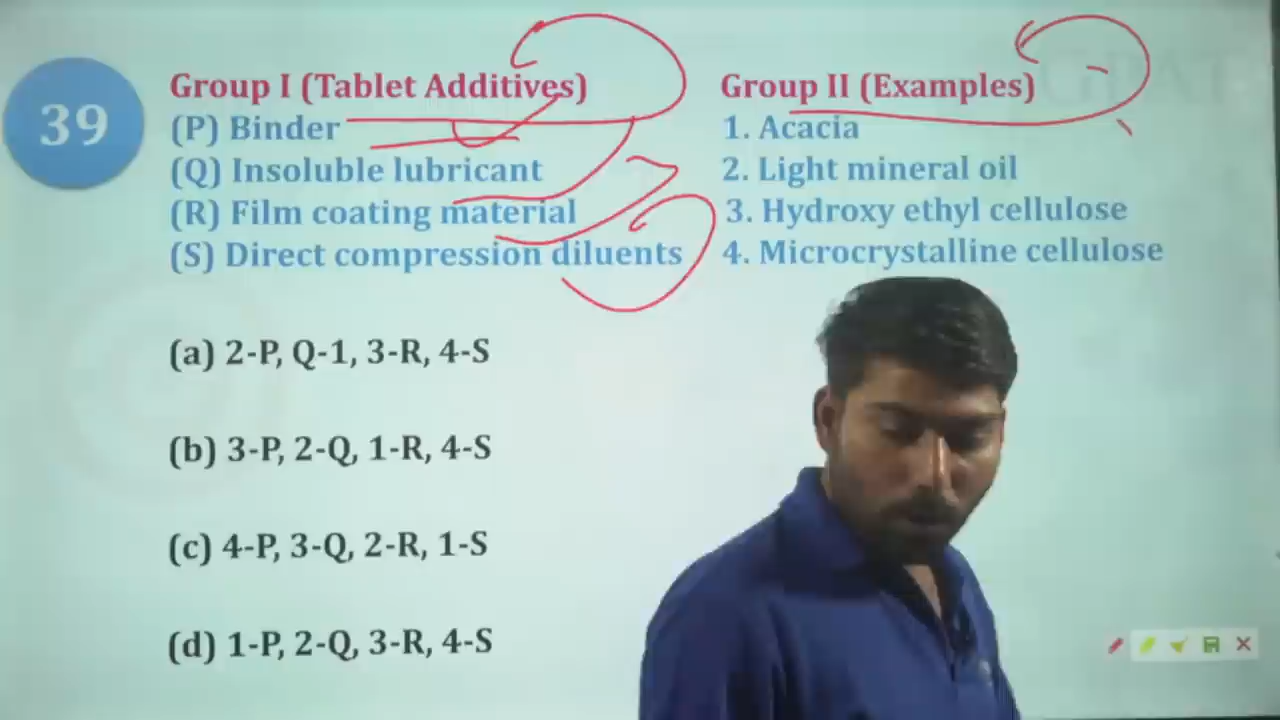 39
Group I (Tablet Additives)
Group II (Examples)
(P) Binder
1. Acacia
(Q) Insoluble lubricant
2. Light mineral oil
(R) Film coating material
3. Hydroxy ethyl cellulose
(S) Direct compression diluents
4. Microcrystalline cellulose
(a) 2-P, Q-1, 3-R, 4-S
(b) 3-P, 2-Q, 1-R, 4-S
(c) 4-P, 3-Q, 2-R, 1-S
(d) 1-P, 2-Q, 3-R, 4-S